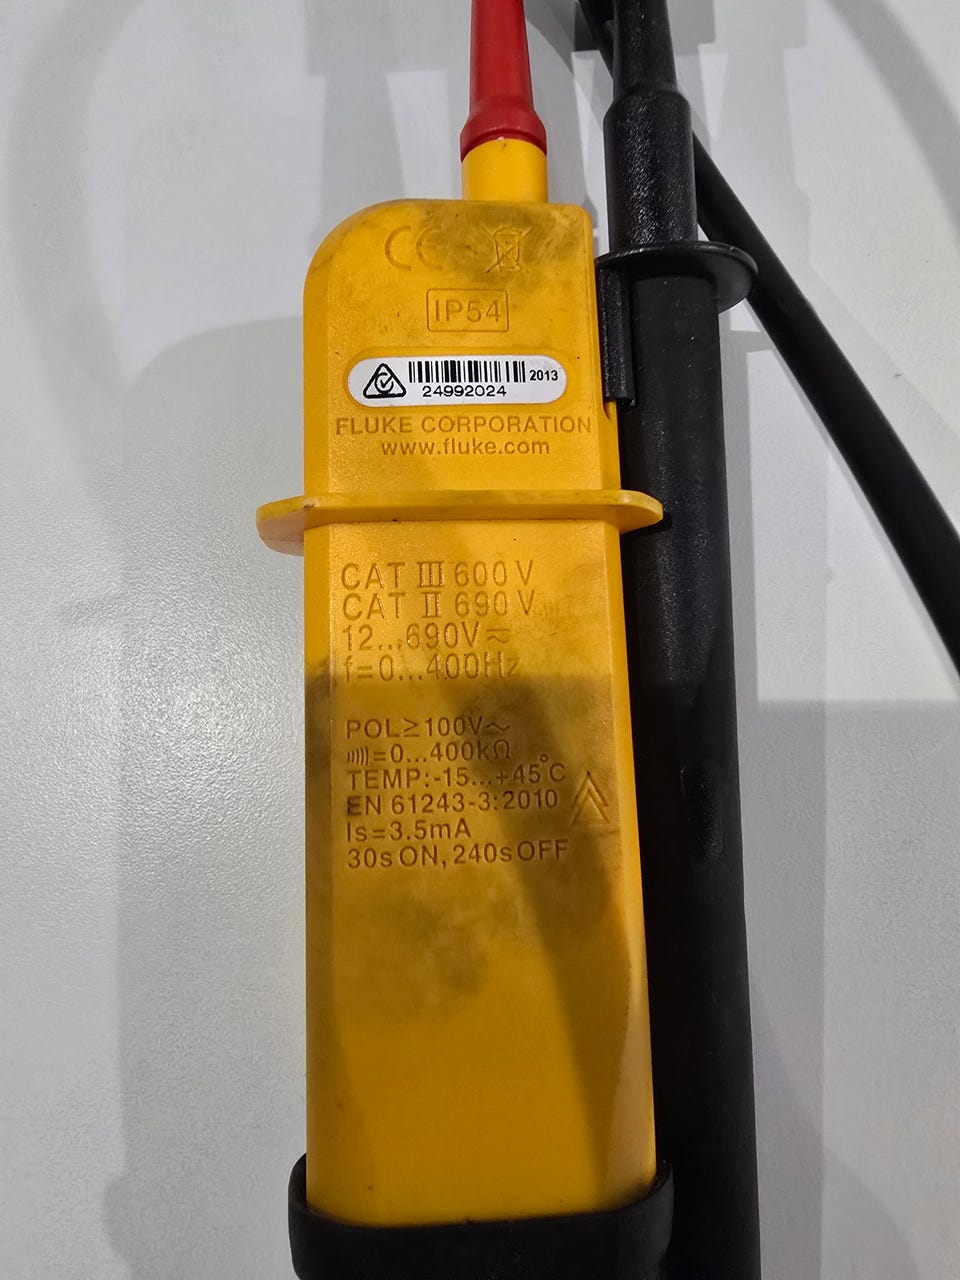 CE
IP54
2013
24992024
FLUKE CORPORATION
www.fluke.com
CAT III 600 V
CAT II 690 V
12...690V⎓~
f=0...400Hz
POL≥100V~
=0...400kΩ
TEMP:-15...+45°C
EN 61243-3:2010
Is=3.5mA
30s ON, 240s OFF